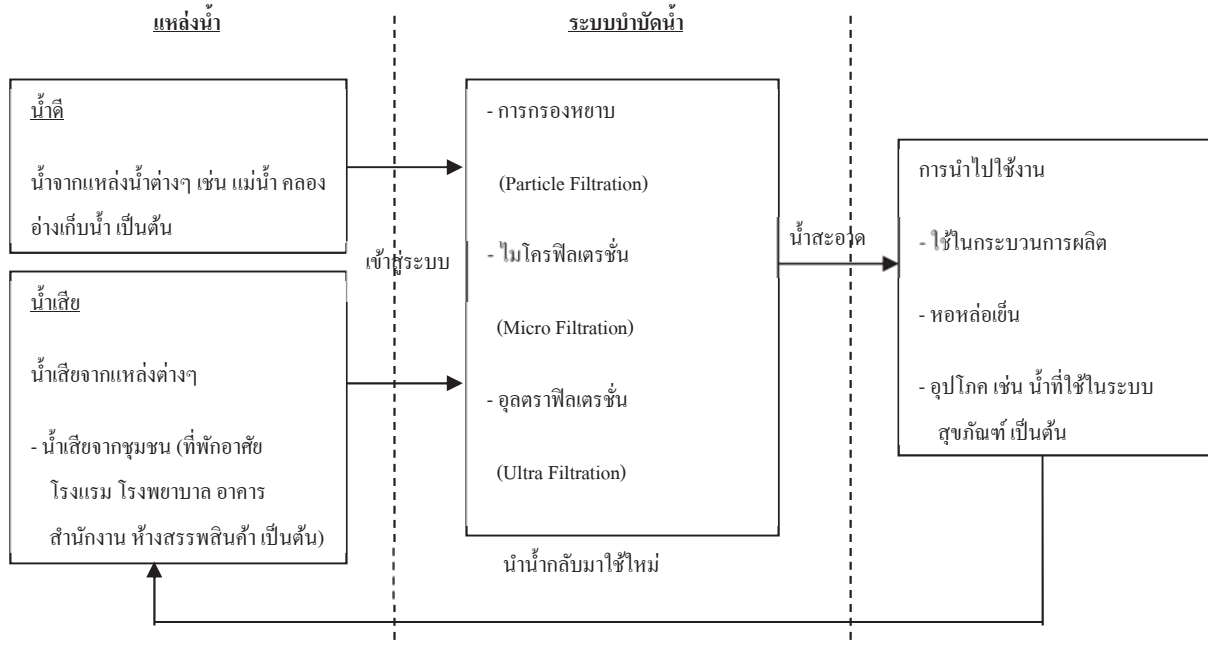 แหล่งน้ำ
ระบบบำบัดน้ำ
น้ำดี
น้ำจากแหล่งน้ำต่างๆ เช่น แม่น้ำ คลอง
อ่างเก็บน้ำ เป็นต้น
น้ำเสีย
น้ำเสียจากแหล่งต่างๆ
- น้ำเสียจากชุมชน (ที่พักอาศัย
โรงแรม โรงพยาบาล อาคาร
สำนักงาน ห้างสรรพสินค้า เป็นต้น)
เข้าสู่ระบบ
- การกรองหยาบ
(Particle Filtration)
- ไมโครฟิลเตรชั่น
(Micro Filtration)
- อุลตราฟิลเตรชั่น
(Ultra Filtration)
น้ำสะอาด
การนำไปใช้งาน
- ใช้ในกระบวนการผลิต
- หอหล่อเย็น
- อุปโภค เช่น น้ำที่ใช้ในระบบ
สุขภัณฑ์ เป็นต้น
นำน้ำกลับมาใช้ใหม่